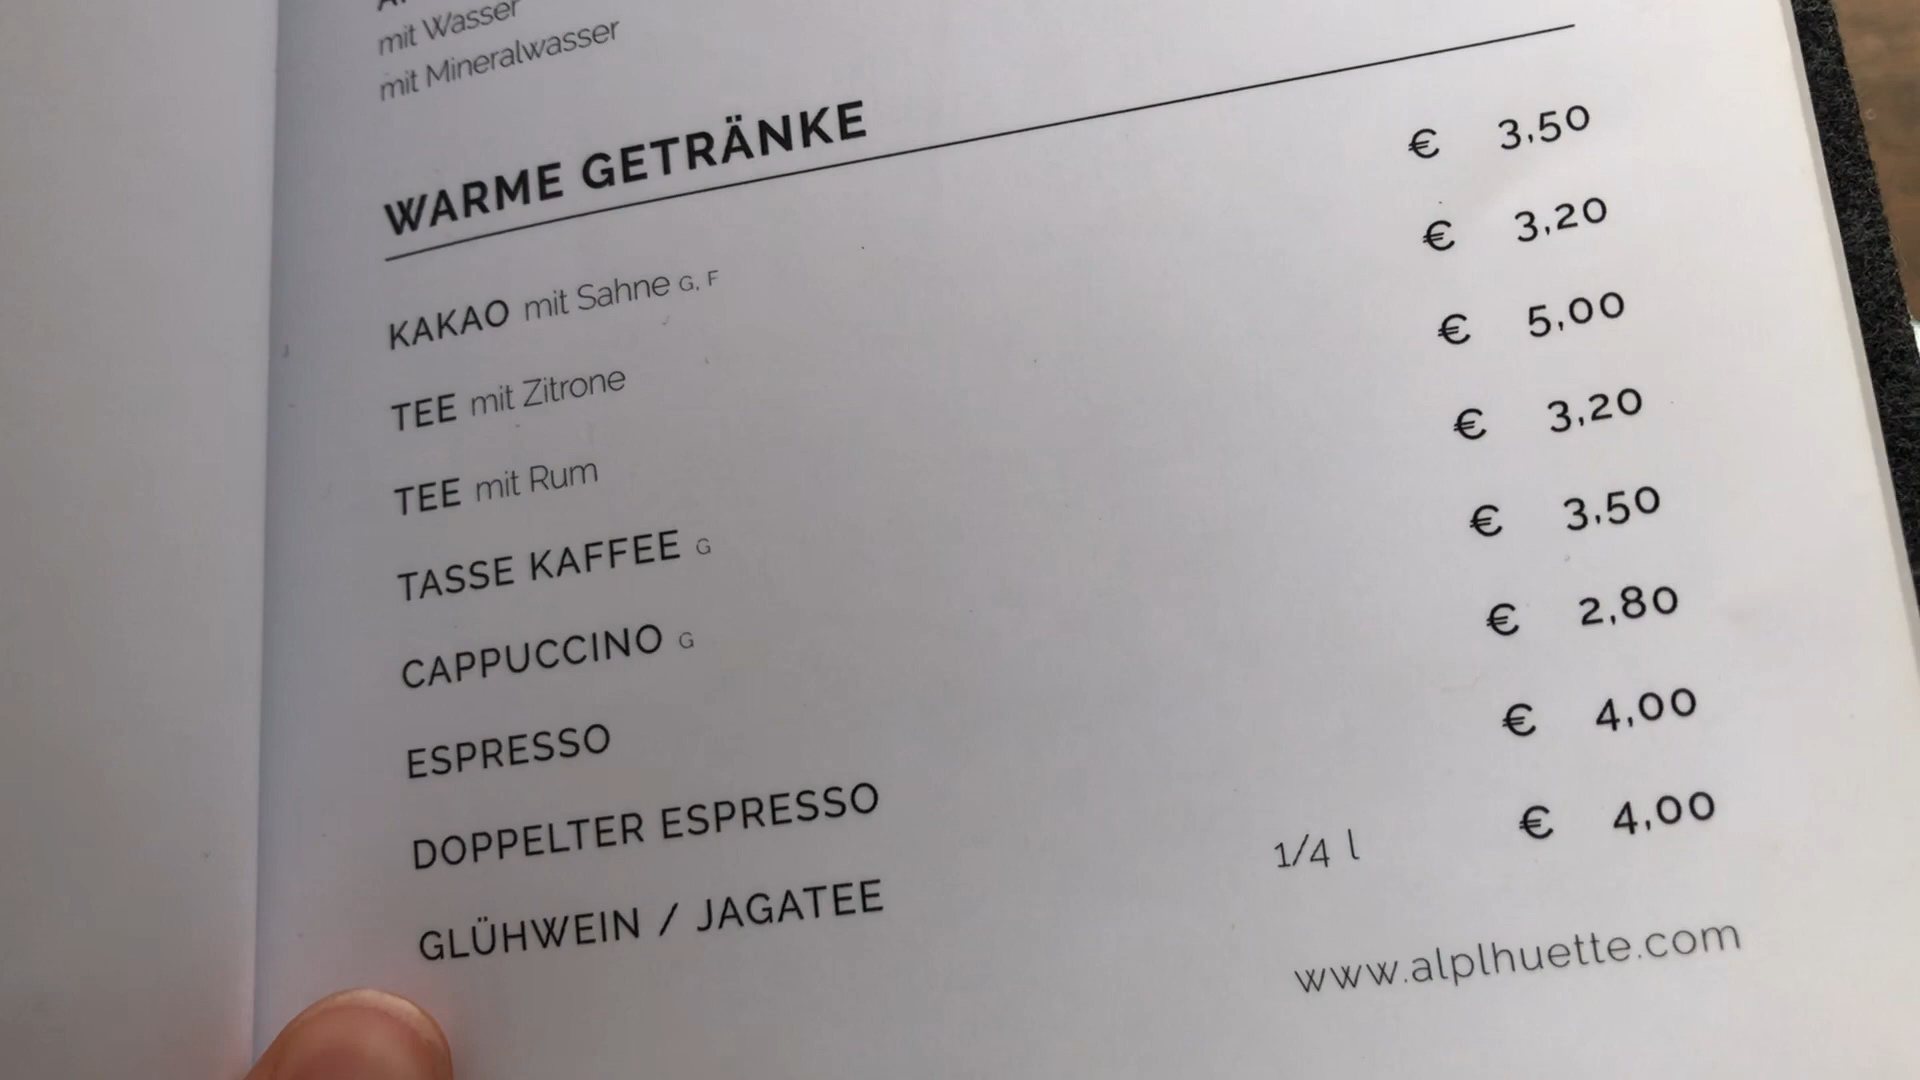 mit Wasser
mit Mineralwasser
WARME GETRÄNKE
KAKAO mit Sahne G, F € 3,50
TEE mit Zitrone € 3,20
TEE mit Rum € 5,00
TASSE KAFFEE G € 3,20
CAPPUCCINO G € 3,50
ESPRESSO € 2,80
DOPPELTER ESPRESSO € 4,00
GLÜHWEIN / JAGATEE 1/4 l € 4,00
www.alplhuette.com